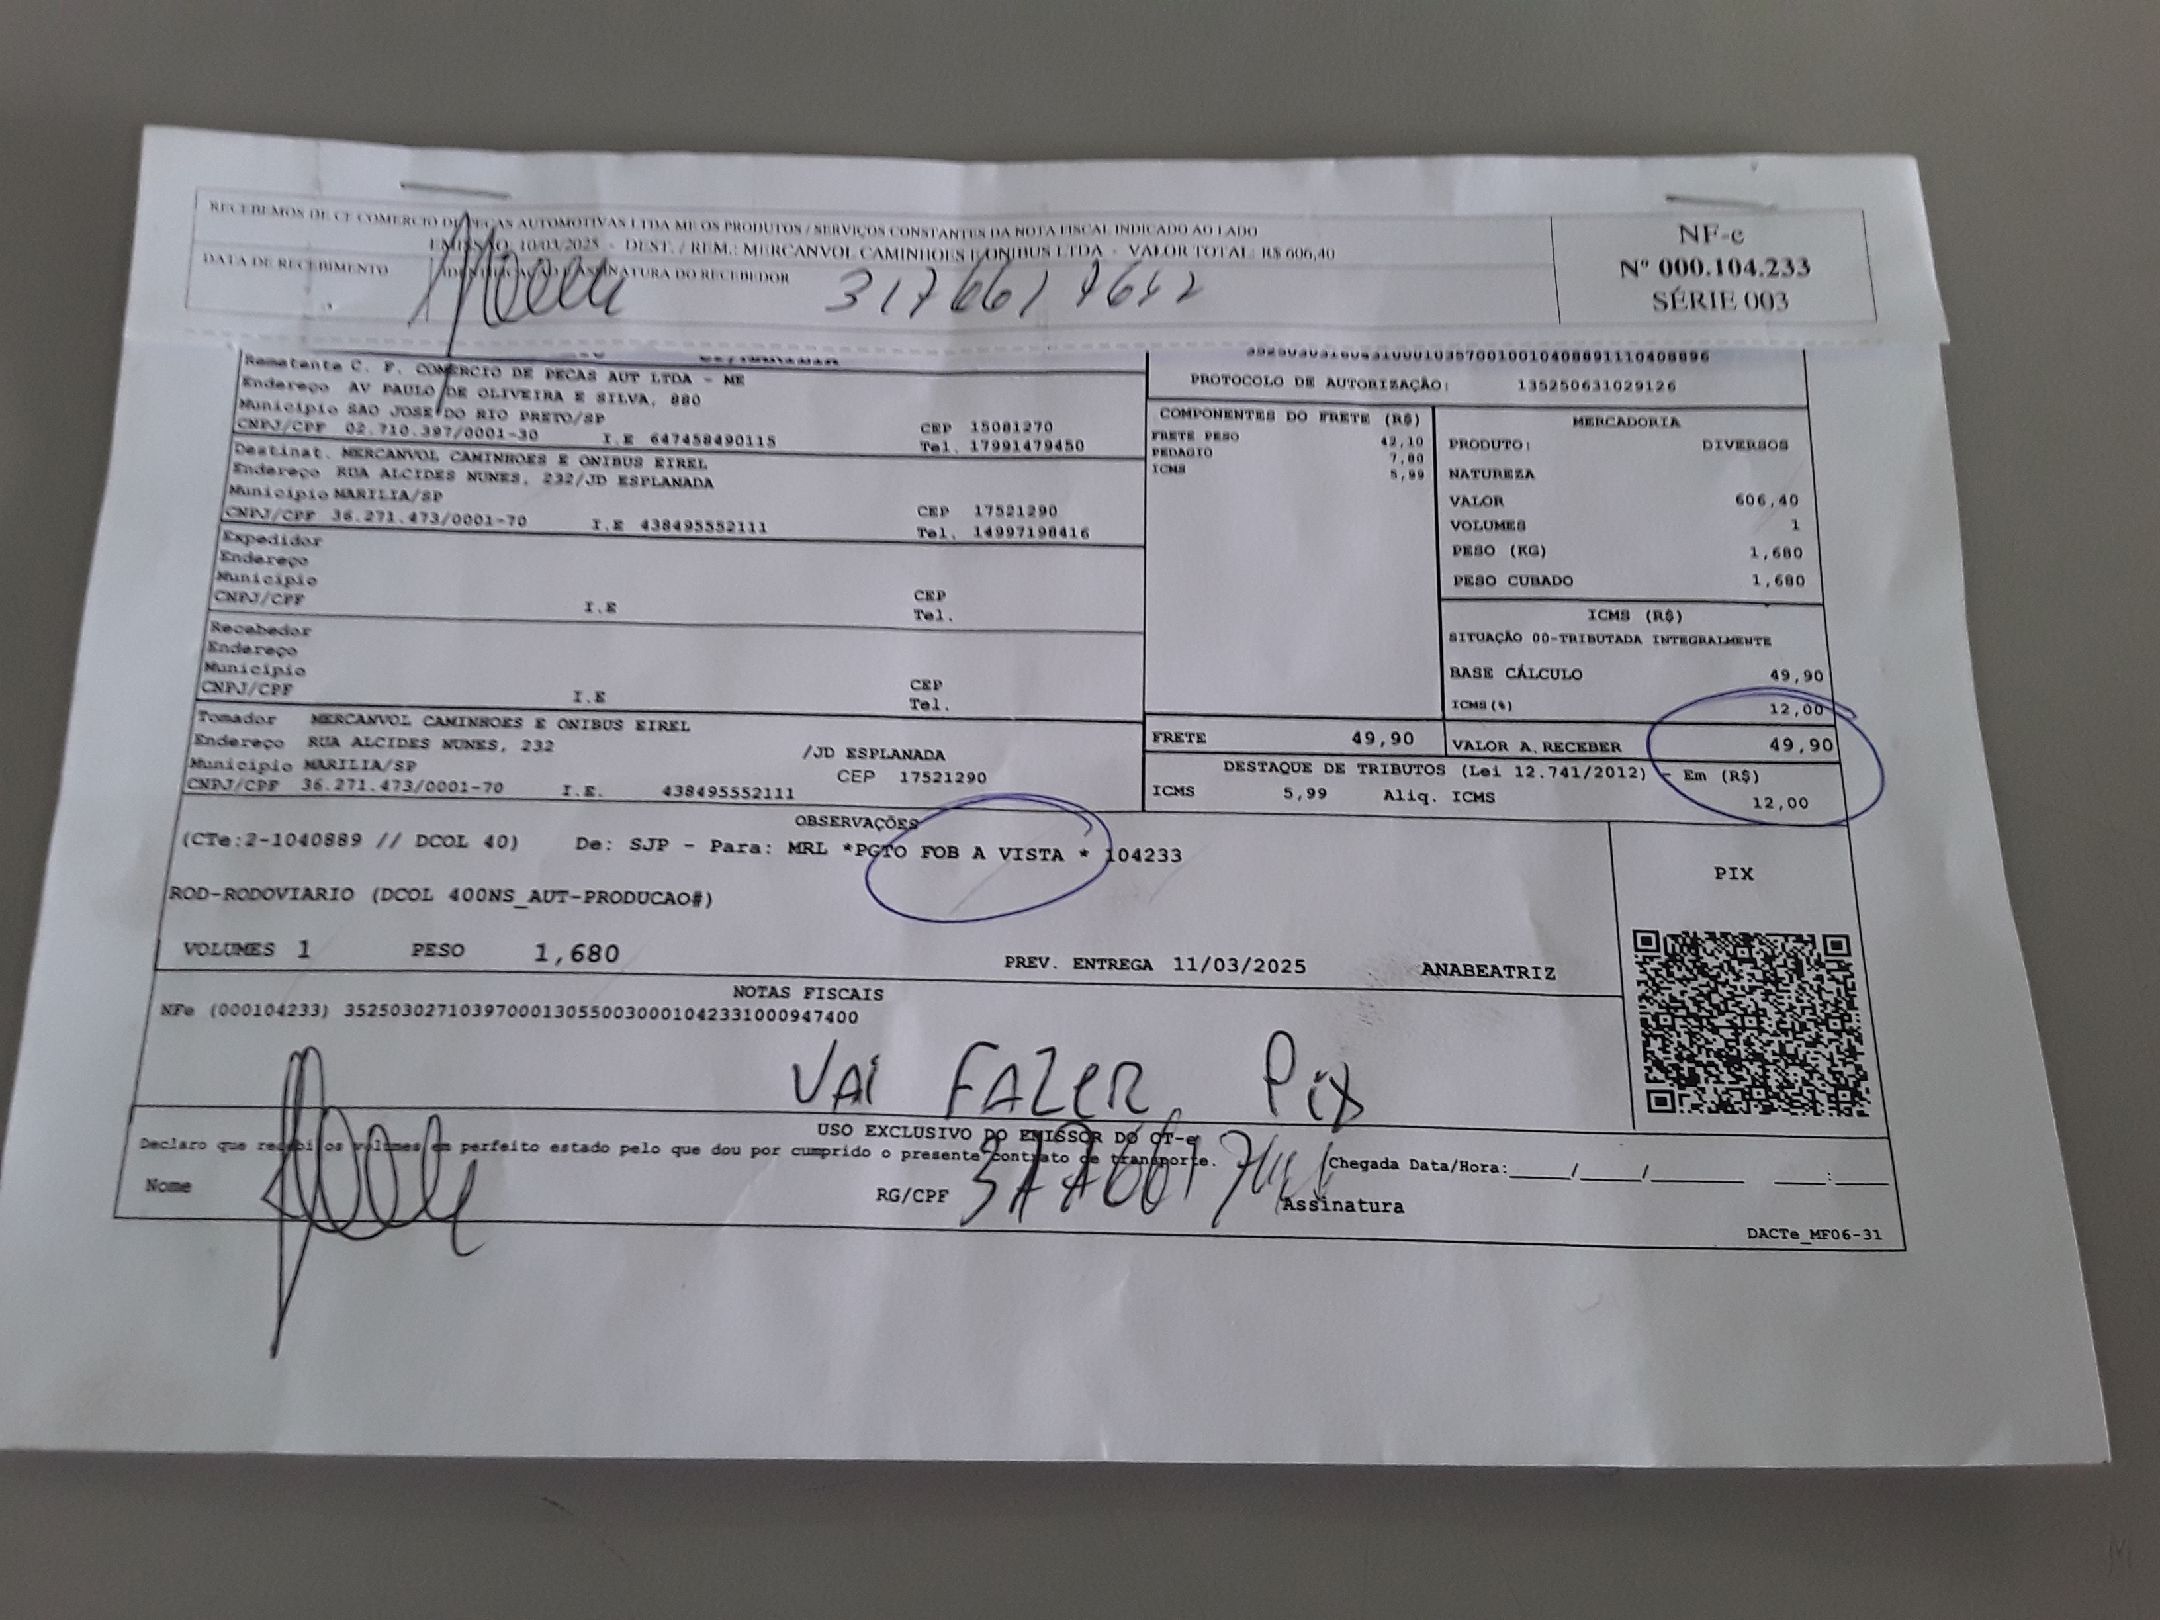 RECEBEMOS DE CF COMERCIO DE PEÇAS AUTOMOTIVAS LTDA ME OS PRODUTOS / SERVIÇOS CONSTANTES DA NOTA FISCAL INDICADO AO LADO
EMISSÃO: 10/03/2025 - DEST. / REM.: MERCANVOL CAMINHOES E ONIBUS LTDA - VALOR TOTAL: R$ 606,40
DATA DE RECEBIMENTO
IDENTIFICAÇÃO E ASSINATURA DO RECEBEDOR
NF-e
Nº 000.104.233
SÉRIE 003
Remetente C. F. COMERCIO DE PECAS AUT LTDA - ME
Endereço AV PAULO DE OLIVEIRA E SILVA, 880
Município SAO JOSE DO RIO PRETO/SP
CEP 15081270
CNPJ/CPF 02.710.397/0001-30 I.E 647458490115 Tel. 17991479450
Destinat. MERCANVOL CAMINHOES E ONIBUS EIREL
Endereço RUA ALCIDES NUNES, 232/JD ESPLANADA
Município MARILIA/SP CEP 17521290
CNPJ/CPF 36.271.473/0001-70 I.E 438495552111 Tel. 14997198416
Expedidor
Endereço
Município CEP
CNPJ/CPF I.E Tel.
Recebedor
Endereço
Município CEP
CNPJ/CPF I.E Tel.
Tomador MERCANVOL CAMINHOES E ONIBUS EIREL
Endereço RUA ALCIDES NUNES, 232 /JD ESPLANADA
Município MARILIA/SP CEP 17521290
CNPJ/CPF 36.271.473/0001-70 I.E. 438495552111
PROTOCOLO DE AUTORIZAÇÃO: 135250631029126
COMPONENTES DO FRETE (R$)
FRETE PESO 42,10
PEDAGIO 7,80
ICMS 5,99
MERCADORIA
PRODUTO: DIVERSOS
NATUREZA
VALOR 606,40
VOLUMES 1
PESO (KG) 1,680
PESO CUBADO 1,680
ICMS (R$)
SITUAÇÃO 00-TRIBUTADA INTEGRALMENTE
BASE CÁLCULO 49,90
ICMS(%) 12,00
FRETE 49,90
VALOR A RECEBER 49,90
DESTAQUE DE TRIBUTOS (Lei 12.741/2012) - Em (R$)
ICMS 5,99 Aliq. ICMS 12,00
OBSERVAÇÕES
(CTe:2-1040889 // DCOL 40) De: SJP - Para: MRL *PGTO FOB A VISTA * 104233
ROD-RODOVIARIO (DCOL 400NS_AUT-PRODUCAO#)
VOLUMES 1 PESO 1,680 PREV. ENTREGA 11/03/2025 ANABEATRIZ
PIX
NOTAS FISCAIS
NFe (000104233) 35250302710397000130550030001042331000947400
VAi FAZER Pix
USO EXCLUSIVO DO EMISSOR DO CT-e
Declaro que recebi os volumes em perfeito estado pelo que dou por cumprido o presente contrato de transporte.
Chegada Data/Hora:____/____/______ ____:____
Nome RG/CPF Assinatura
DACTe_MF06-31